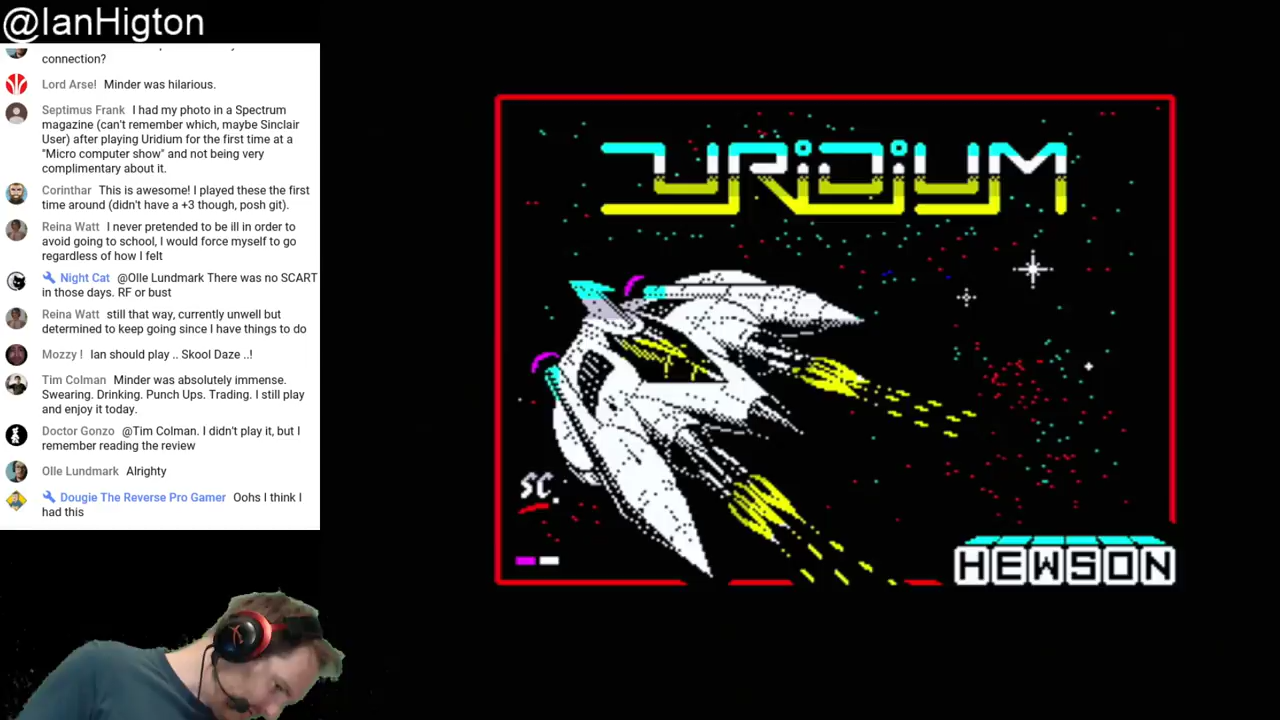 @IanHigton
connection?
Lord Arse! Minder was hilarious.
Septimus Frank I had my photo in a Spectrum
magazine (can't remember which, maybe Sinclair
User) after playing Uridium for the first time at a
"Micro computer show" and not being very
complimentary about it.
Corinthar This is awesome! I played these the first
time around (didn't have a +3 though, posh git).
Reina Watt I never pretended to be ill in order to
avoid going to school, I would force myself to go
regardless of how I felt
Night Cat @Olle Lundmark There was no SCART
in those days. RF or bust
Reina Watt still that way, currently unwell but
determined to keep going since I have things to do
Mozzy ! Ian should play .. Skool Daze ..!
Tim Colman Minder was absolutely immense.
Swearing. Drinking. Punch Ups. Trading. I still play
and enjoy it today.
Doctor Gonzo @Tim Colman. I didn't play it, but I
remember reading the review
Olle Lundmark Alrighty
Dougie The Reverse Pro Gamer Oohs I think I
had this
URiDiUM
SC.
HEWSON